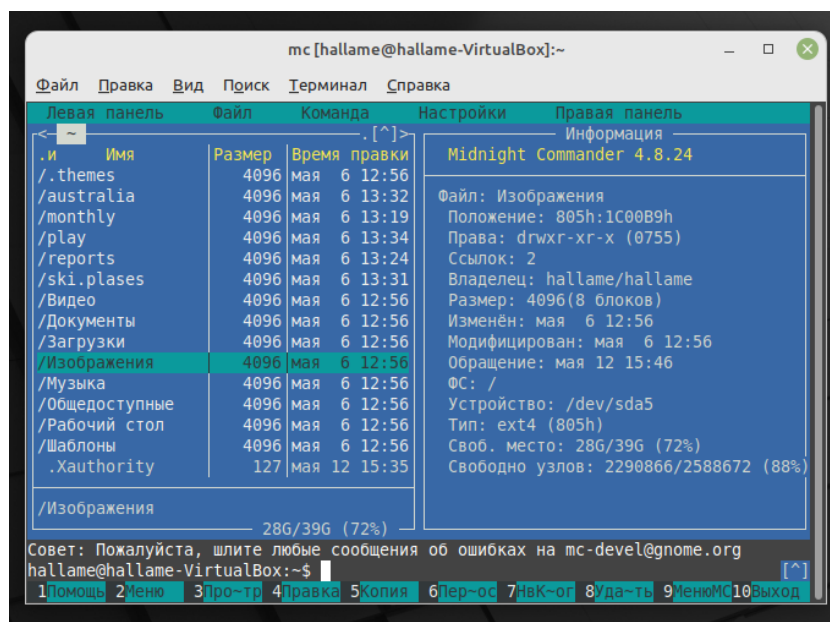 mc [hallame@hallame-VirtualBox]:~
Файл Правка Вид Поиск Терминал Справка
Левая панель Файл Команда Настройки Правая панель
<─ ~ .[^]>
.и Имя Размер Время правки
/.themes 4096 мая 6 12:56
/australia 4096 мая 6 13:32
/monthly 4096 мая 6 13:19
/play 4096 мая 6 13:34
/reports 4096 мая 6 13:24
/ski.plases 4096 мая 6 13:31
/Видео 4096 мая 6 12:56
/Документы 4096 мая 6 12:56
/Загрузки 4096 мая 6 12:56
/Изображения 4096 мая 6 12:56
/Музыка 4096 мая 6 12:56
/Общедоступные 4096 мая 6 12:56
/Рабочий стол 4096 мая 6 12:56
/Шаблоны 4096 мая 6 12:56
.Xauthority 127 мая 12 15:35
/Изображения
28G/39G (72%)
Информация
Midnight Commander 4.8.24
Файл: Изображения
Положение: 805h:1C00B9h
Права: drwxr-xr-x (0755)
Ссылок: 2
Владелец: hallame/hallame
Размер: 4096(8 блоков)
Изменён: мая 6 12:56
Модифицирован: мая 6 12:56
Обращение: мая 12 15:46
ФС: /
Устройство: /dev/sda5
Тип: ext4 (805h)
Своб. место: 28G/39G (72%)
Свободно узлов: 2290866/2588672 (88%)
Совет: Пожалуйста, шлите любые сообщения об ошибках на mc-devel@gnome.org
hallame@hallame-VirtualBox:~$ [^]
1Помощь 2Меню 3Про~тр 4Правка 5Копия 6Пер~ос 7НвК~ог 8Уда~ть 9МенюMC 10Выход